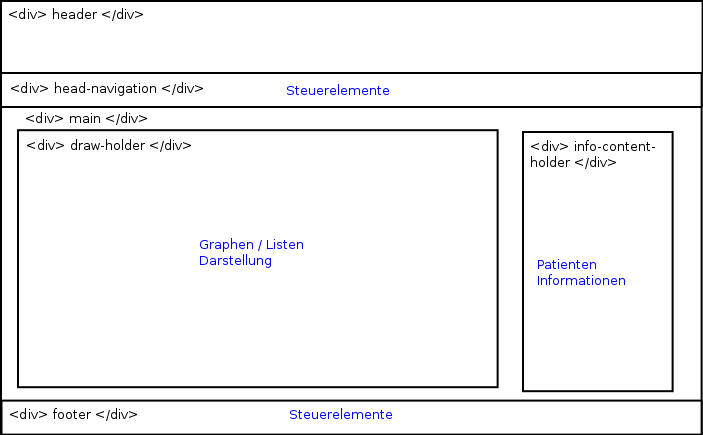 <div> header </div>
<div> head-navigation </div> Steuerelemente
<div> main </div>
<div> draw-holder </div>
<div> info-content-
holder </div>
Graphen / Listen
Darstellung
Patienten
Informationen
<div> footer </div> Steuerelemente